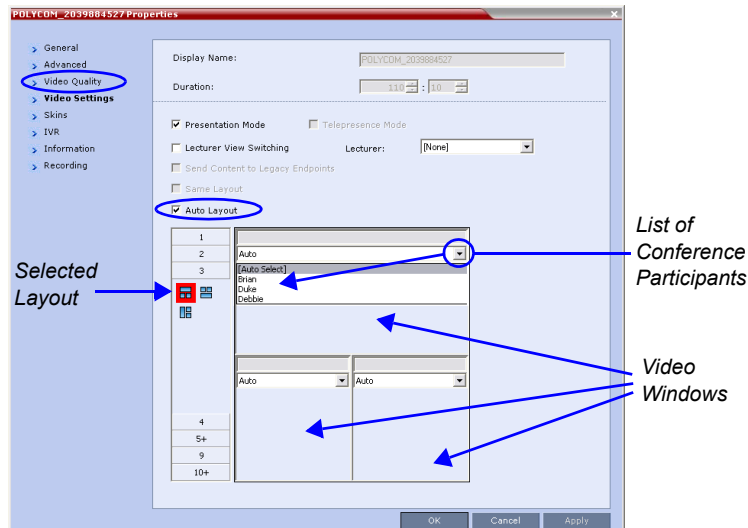 POLYCOM_2039884527 Properties
General
Advanced
Video Quality
Video Settings
Skins
IVR
Information
Recording
Display Name: POLYCOM_2039884527
Duration: 110 : 10
Presentation Mode Telepresence Mode
Lecturer View Switching Lecturer: [None]
Send Content to Legacy Endpoints
Same Layout
Auto Layout
1
2
3
4
5+
9
10+
Auto
[Auto Select]
Brian
Duke
Debbie
Auto Auto
OK Cancel Apply
Selected
Layout
List of
Conference
Participants
Video
Windows